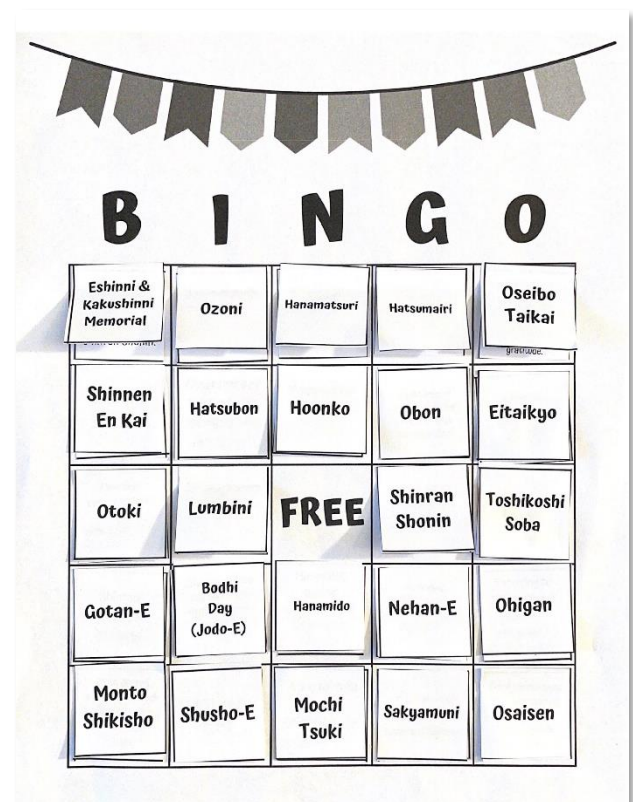 B I N G O
Eshinni &
Kakushinni
Memorial
Ozoni
Hanamatsuri
Hatsumairi
Oseibo
Taikai
gratitude.
Shinnen
En Kai
Hatsubon
Hoonko
Obon
Eitaikyo
Otoki
Lumbini
FREE
Shinran
Shonin
Toshikoshi
Soba
Gotan-E
Bodhi
Day
(Jodo-E)
Hanamido
Nehan-E
Ohigan
Monto
Shikisho
Shusho-E
Mochi
Tsuki
Sakyamuni
Osaisen